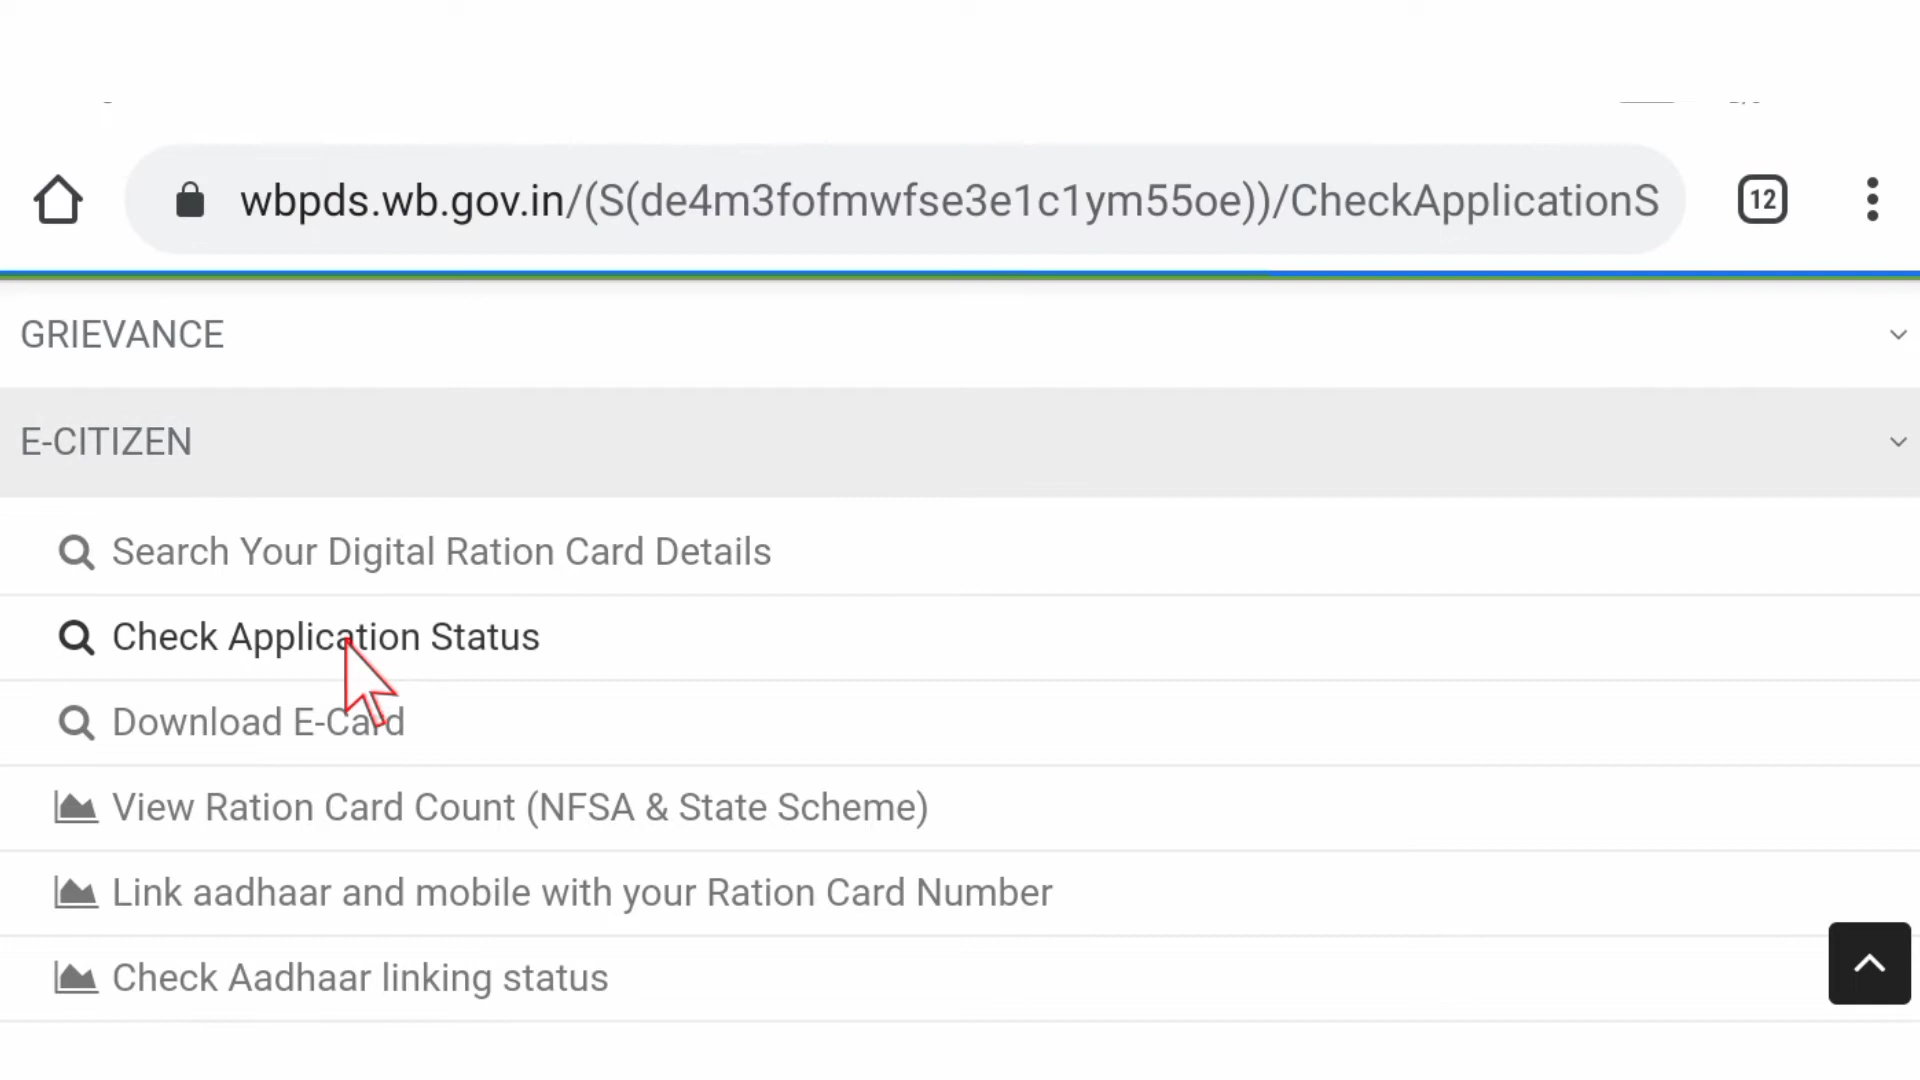 wbpds.wb.gov.in/(S(de4m3fofmwfse3e1c1ym55oe))/CheckApplicationS
12
GRIEVANCE
E-CITIZEN
Search Your Digital Ration Card Details
Check Application Status
Download E-Card
View Ration Card Count (NFSA & State Scheme)
Link aadhaar and mobile with your Ration Card Number
Check Aadhaar linking status